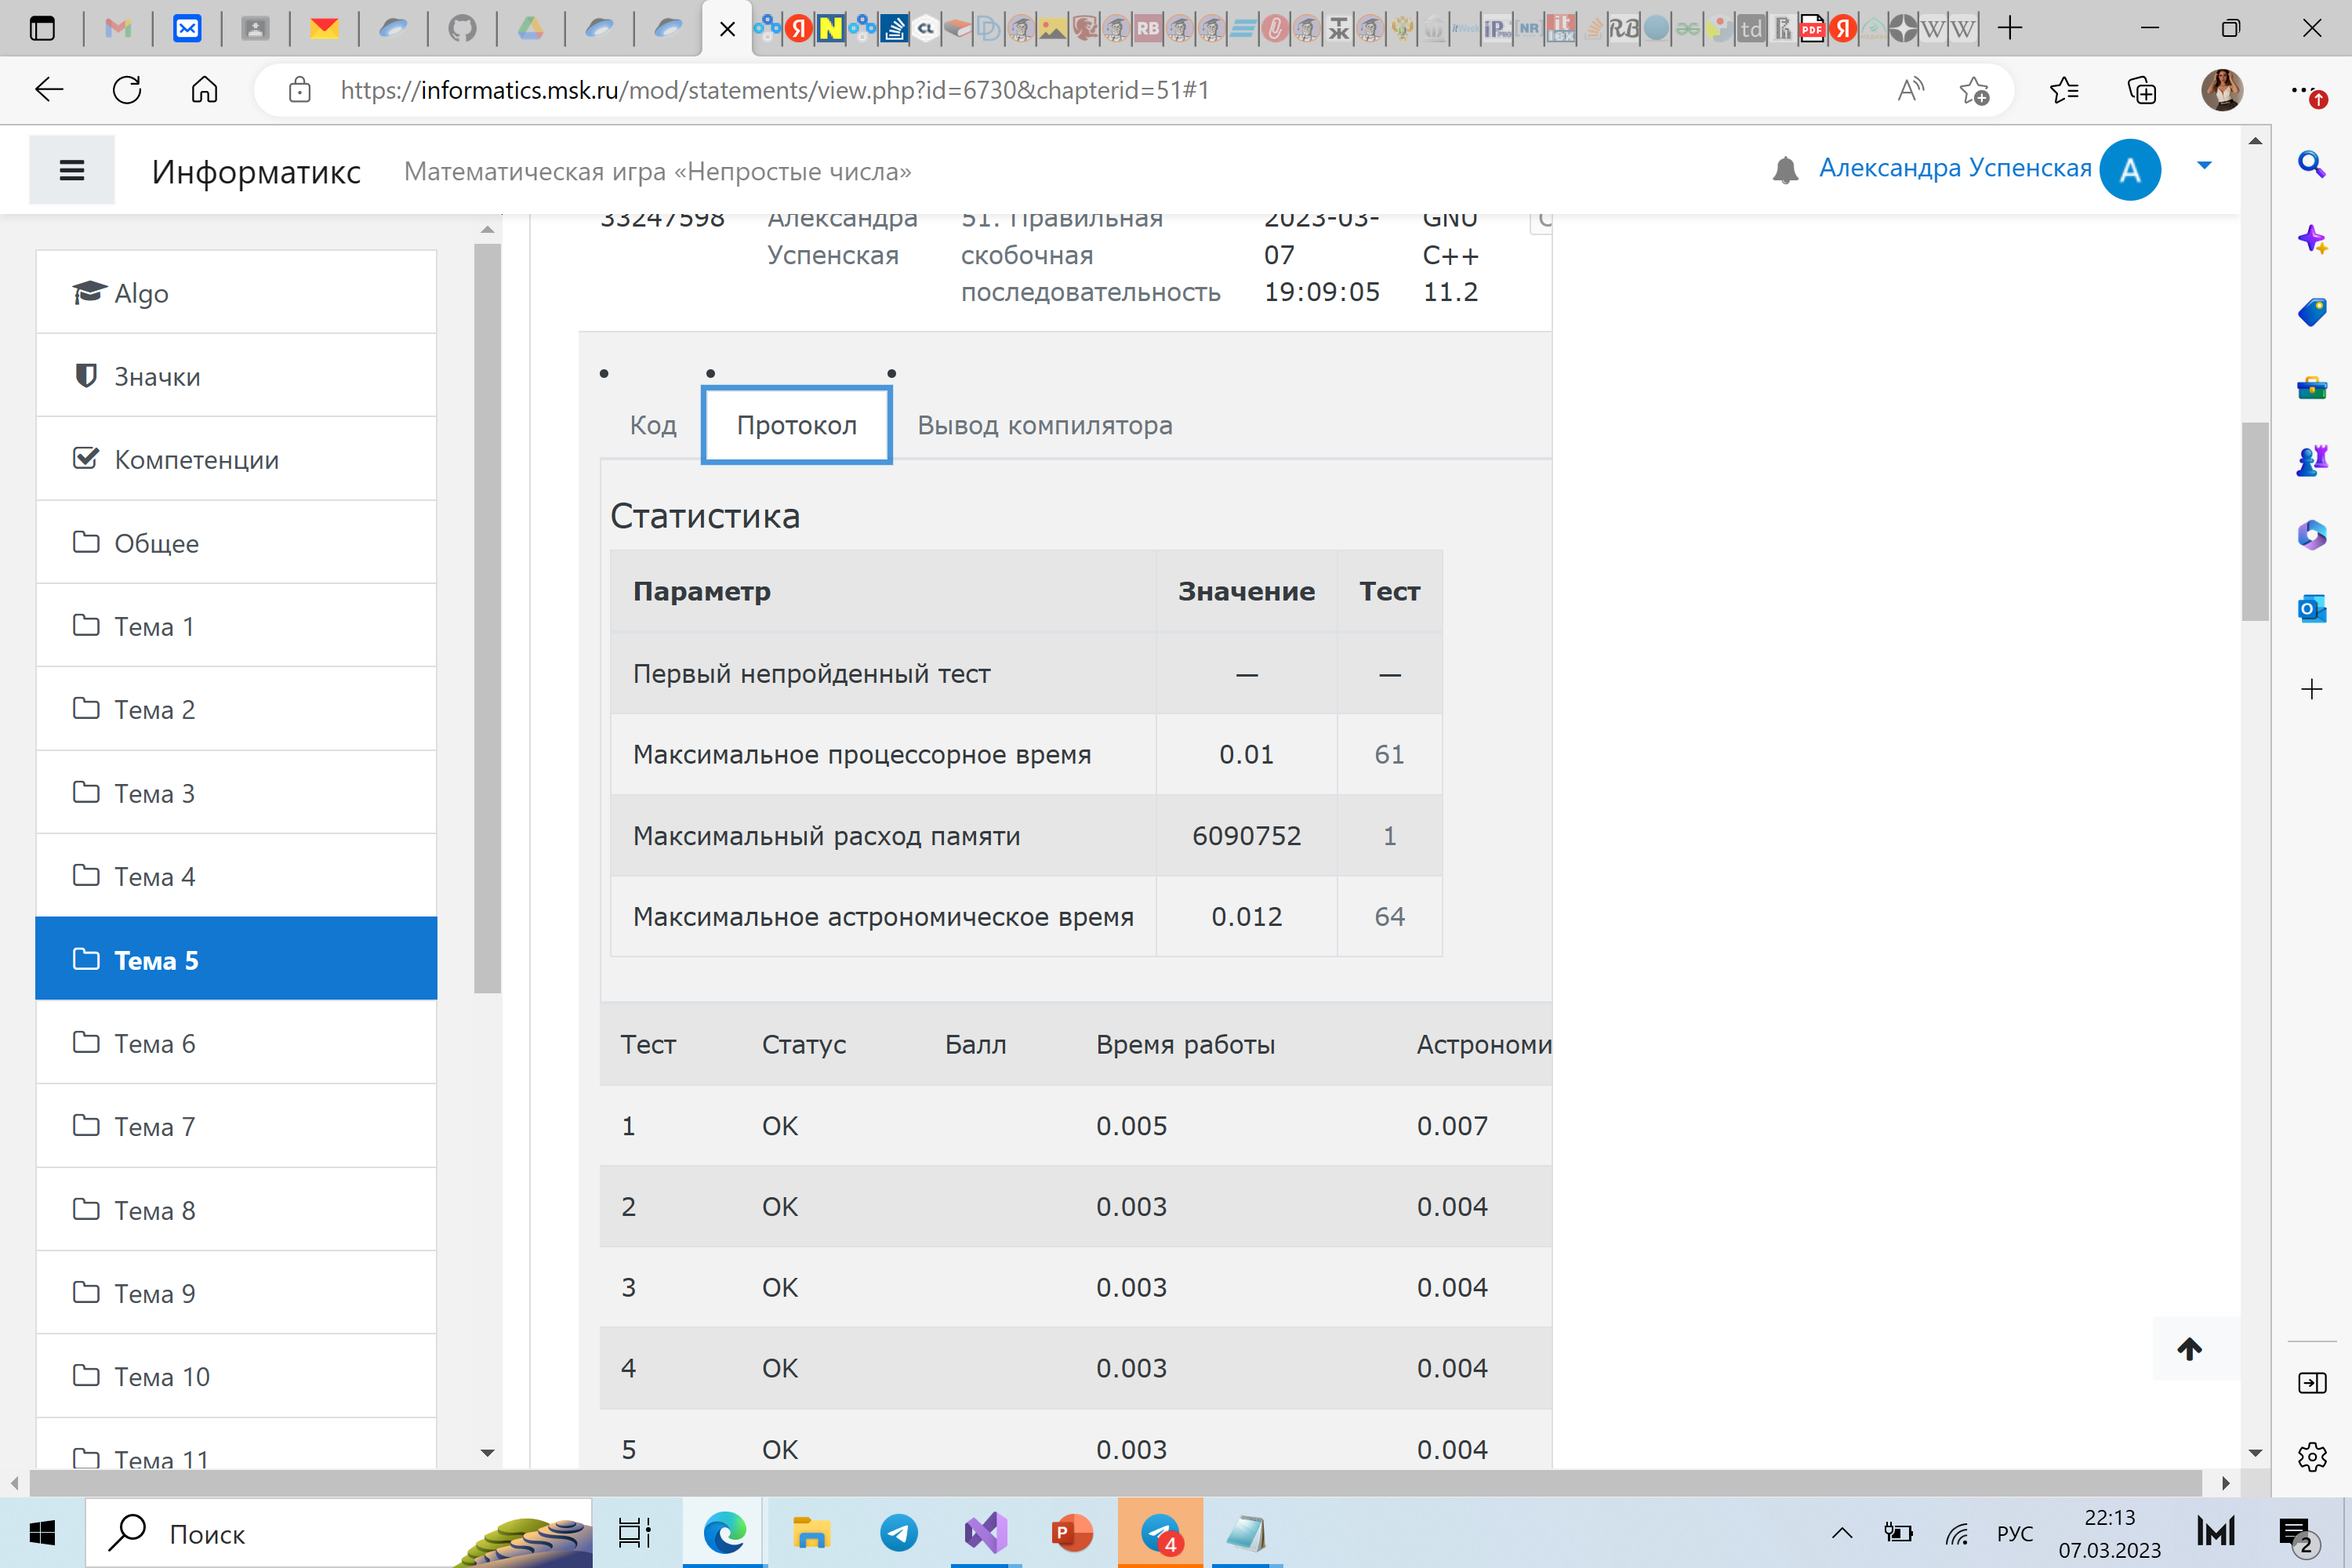 https://informatics.msk.ru/mod/statements/view.php?id=6730&chapterid=51#1
Информатикс
Математическая игра «Непростые числа»
Александра Успенская
А
Algo
Значки
Компетенции
Общее
Тема 1
Тема 2
Тема 3
Тема 4
Тема 5
Тема 6
Тема 7
Тема 8
Тема 9
Тема 10
Тема 11
33247598 Александра 51. Правильная 2023-03- GNU
Успенская скобочная 07 C++
последовательность 19:09:05 11.2
Код
Протокол
Вывод компилятора
Статистика
Параметр Значение Тест
Первый непройденный тест — —
Максимальное процессорное время 0.01 61
Максимальный расход памяти 6090752 1
Максимальное астрономическое время 0.012 64
Тест Статус Балл Время работы Астрономи
1 OK 0.005 0.007
2 OK 0.003 0.004
3 OK 0.003 0.004
4 OK 0.003 0.004
5 OK 0.003 0.004
Поиск
4
РУС
22:13
07.03.2023
2